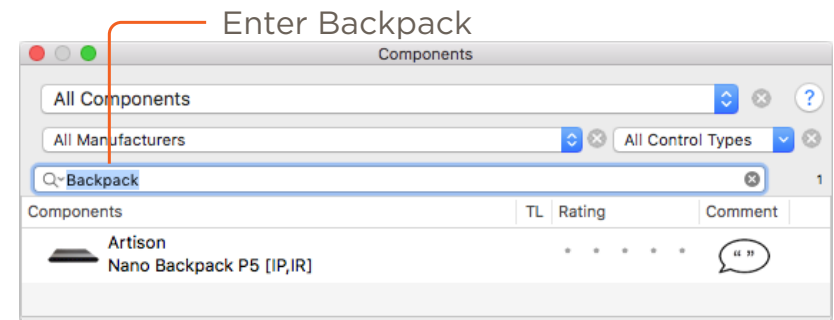 Enter Backpack
Components
All Components
?
All Manufacturers
All Control Types
Backpack
1
Components TL Rating Comment
Artison
Nano Backpack P5 [IP,IR]
“ ”